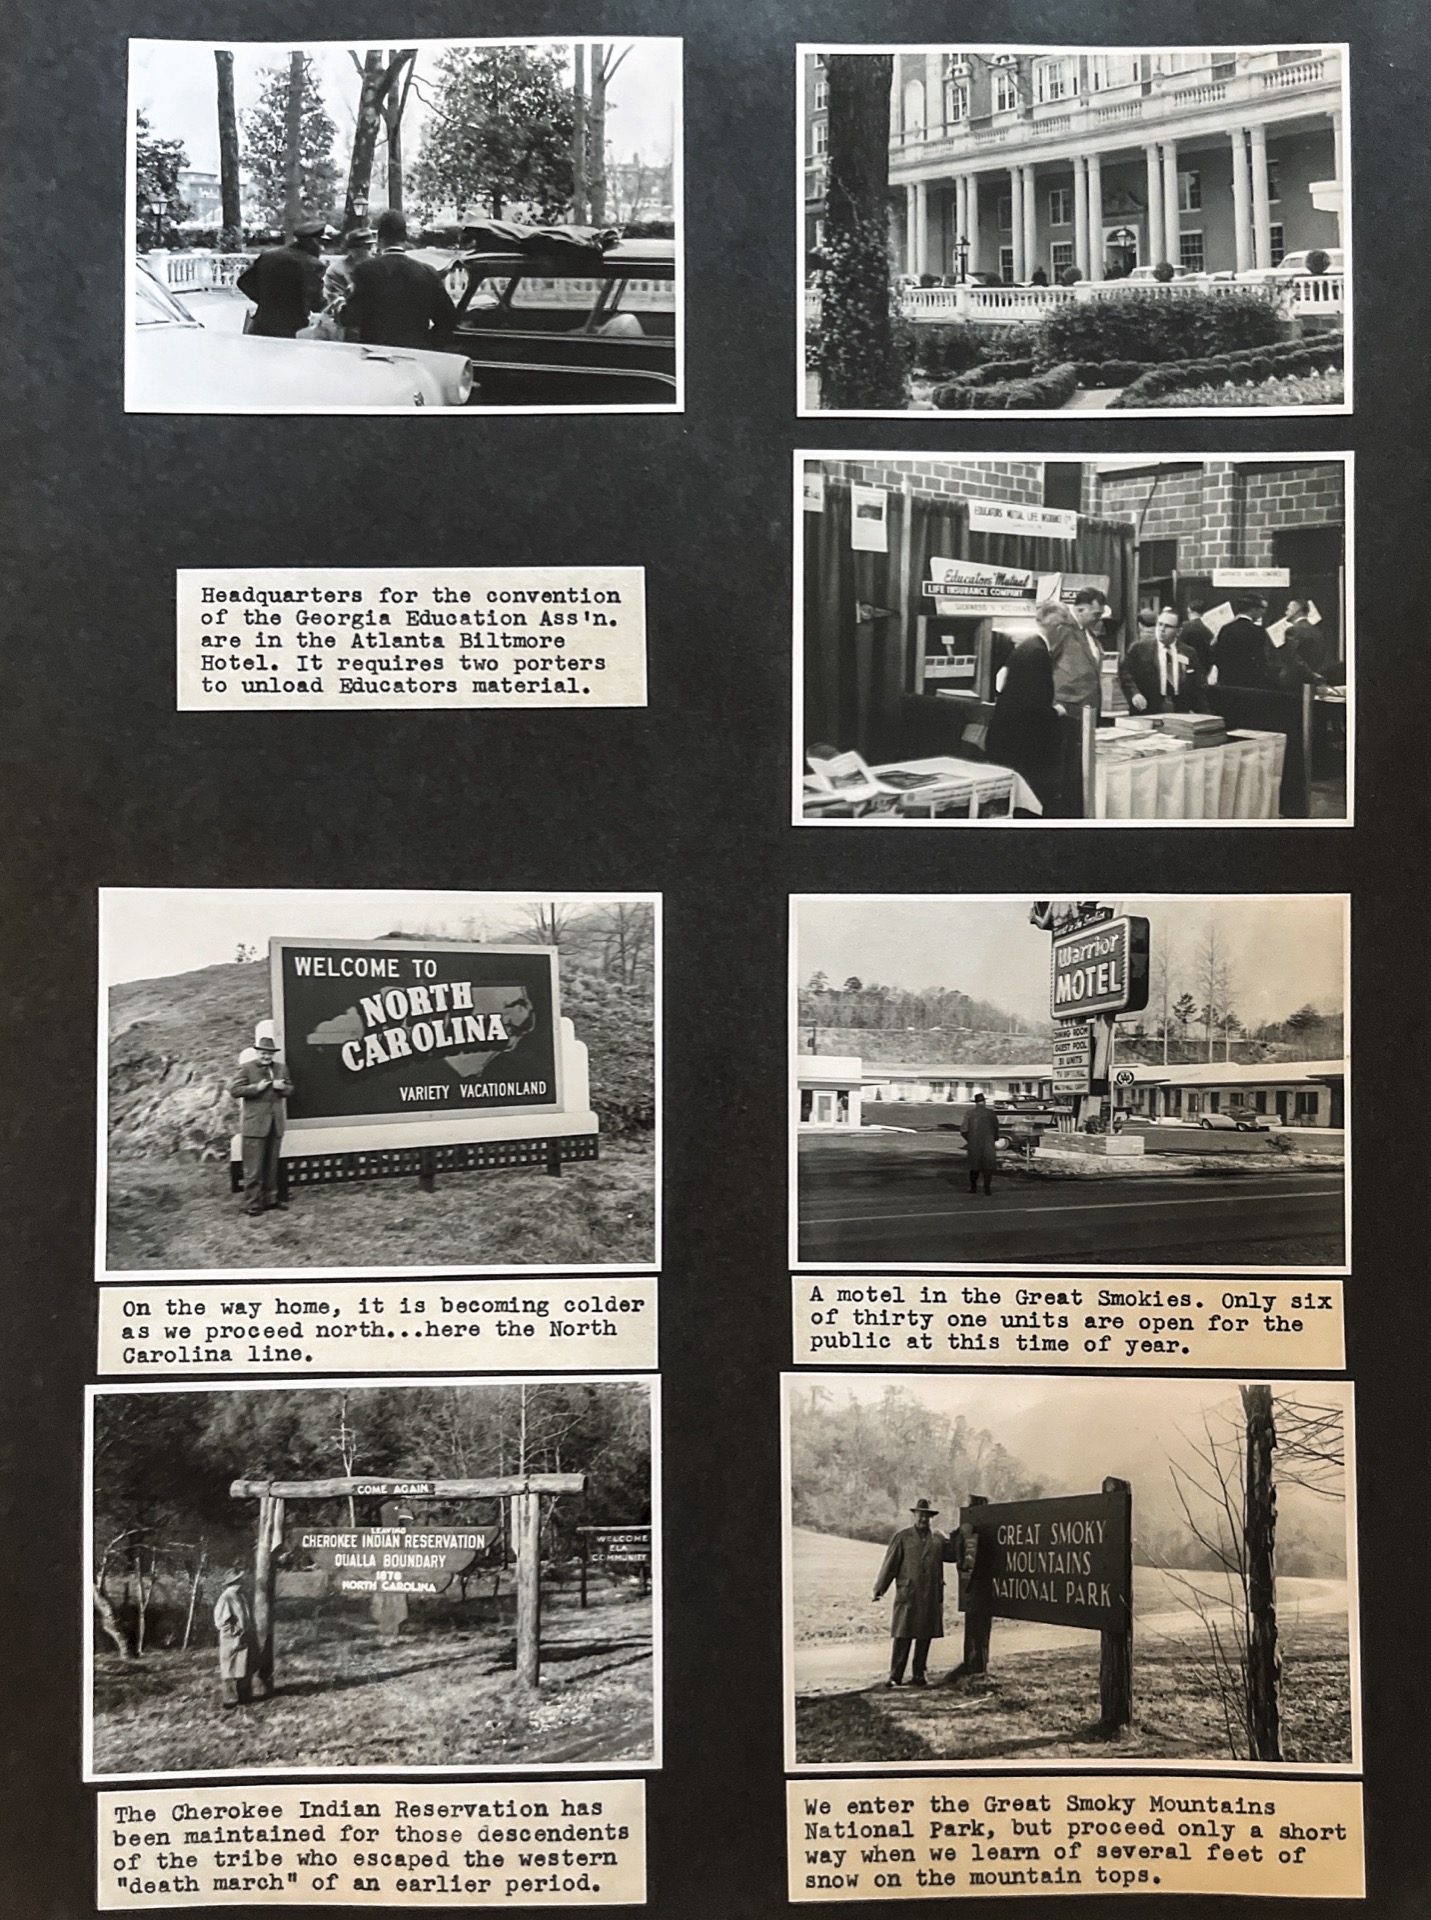 EDUCATORS MUTUAL LIFE INSURANCE CO.
Educators Mutual
LIFE INSURANCE COMPANY
Headquarters for the convention
of the Georgia Education Ass'n.
are in the Atlanta Biltmore
Hotel. It requires two porters
to unload Educators material.
WELCOME TO
NORTH
CAROLINA
VARIETY VACATIONLAND
Warrior
MOTEL
DINING ROOM
GUEST POOL
31 UNITS
On the way home, it is becoming colder
as we proceed north...here the North
Carolina line.
A motel in the Great Smokies. Only six
of thirty one units are open for the
public at this time of year.
COME AGAIN
LEAVING
CHEROKEE INDIAN RESERVATION
QUALLA BOUNDARY
1878
NORTH CAROLINA
WELCOME
ELA
COMMUNITY
GREAT SMOKY
MOUNTAINS
NATIONAL PARK
The Cherokee Indian Reservation has
been maintained for those descendents
of the tribe who escaped the western
"death march" of an earlier period.
We enter the Great Smoky Mountains
National Park, but proceed only a short
way when we learn of several feet of
snow on the mountain tops.